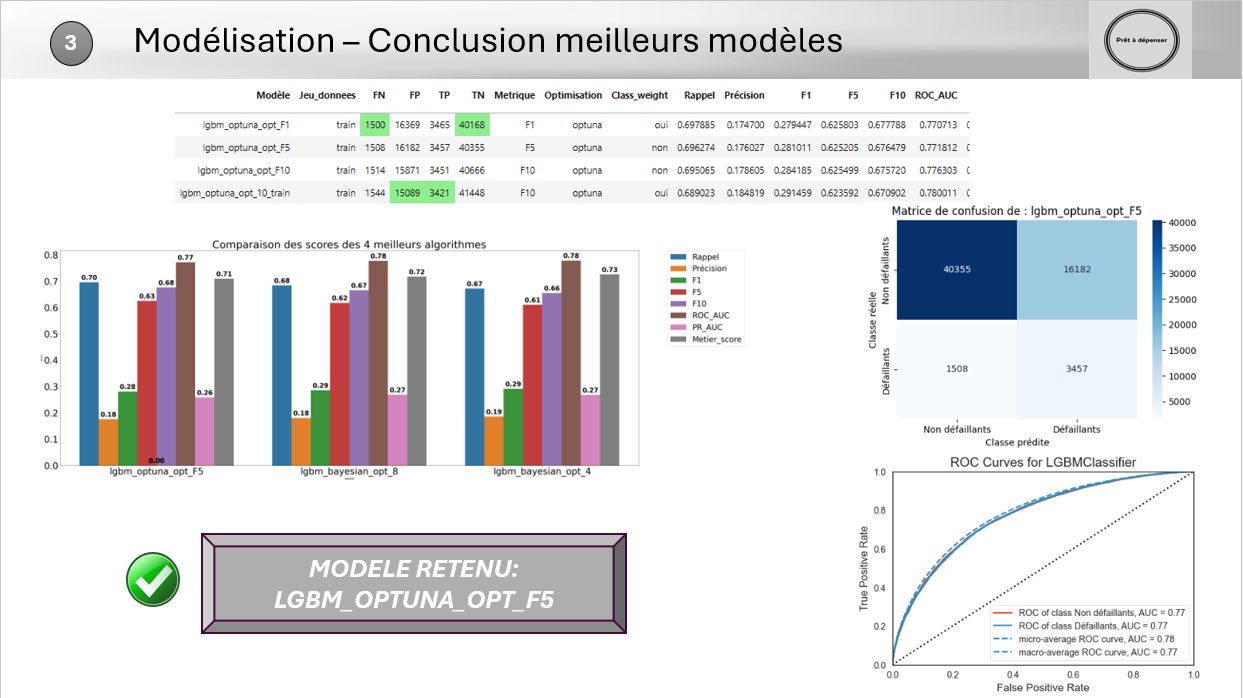 3
Modélisation – Conclusion meilleurs modèles
Prêt à dépenser
Modèle Jeu_donnees FN FP TP TN Metrique Optimisation Class_weight Rappel Précision F1 F5 F10 ROC_AUC
lgbm_optuna_opt_F1 train 1500 16369 3465 40168 F1 optuna oui 0.697885 0.174700 0.279447 0.625803 0.677788 0.770713
lgbm_optuna_opt_F5 train 1508 16182 3457 40355 F5 optuna non 0.696274 0.176027 0.281011 0.625205 0.676479 0.771812
lgbm_optuna_opt_F10 train 1514 15871 3451 40666 F10 optuna non 0.695065 0.178605 0.284185 0.625499 0.675720 0.776303
lgbm_optuna_opt_10_train train 1544 15089 3421 41448 F10 optuna oui 0.689023 0.184819 0.291459 0.623592 0.670902 0.780011
Comparaison des scores des 4 meilleurs algorithmes
0.8
0.7
0.6
0.5
0.4
0.3
0.2
0.1
0.0
0.70 0.18 0.28 0.63 0.68 0.77 0.26 0.71
0.00
0.68 0.18 0.29 0.62 0.67 0.78 0.27 0.72
0.67 0.19 0.29 0.61 0.66 0.78 0.27 0.73
lgbm_optuna_opt_F5 lgbm_bayesian_opt_8 lgbm_bayesian_opt_4
Rappel
Précision
F1
F5
F10
ROC_AUC
PR_AUC
Metier_score
Matrice de confusion de : lgbm_optuna_opt_F5
Classe réelle
Non défaillants
Défaillants
40355 16182
1508 3457
Non défaillants Défaillants
Classe prédite
40000
35000
30000
25000
20000
15000
10000
5000
MODELE RETENU:
LGBM_OPTUNA_OPT_F5
ROC Curves for LGBMClassifier
True Positive Rate
1.0
0.8
0.6
0.4
0.2
0.0
ROC of class Non défaillants, AUC = 0.77
ROC of class Défaillants, AUC = 0.77
micro-average ROC curve, AUC = 0.78
macro-average ROC curve, AUC = 0.77
0.0 0.2 0.4 0.6 0.8 1.0
False Positive Rate